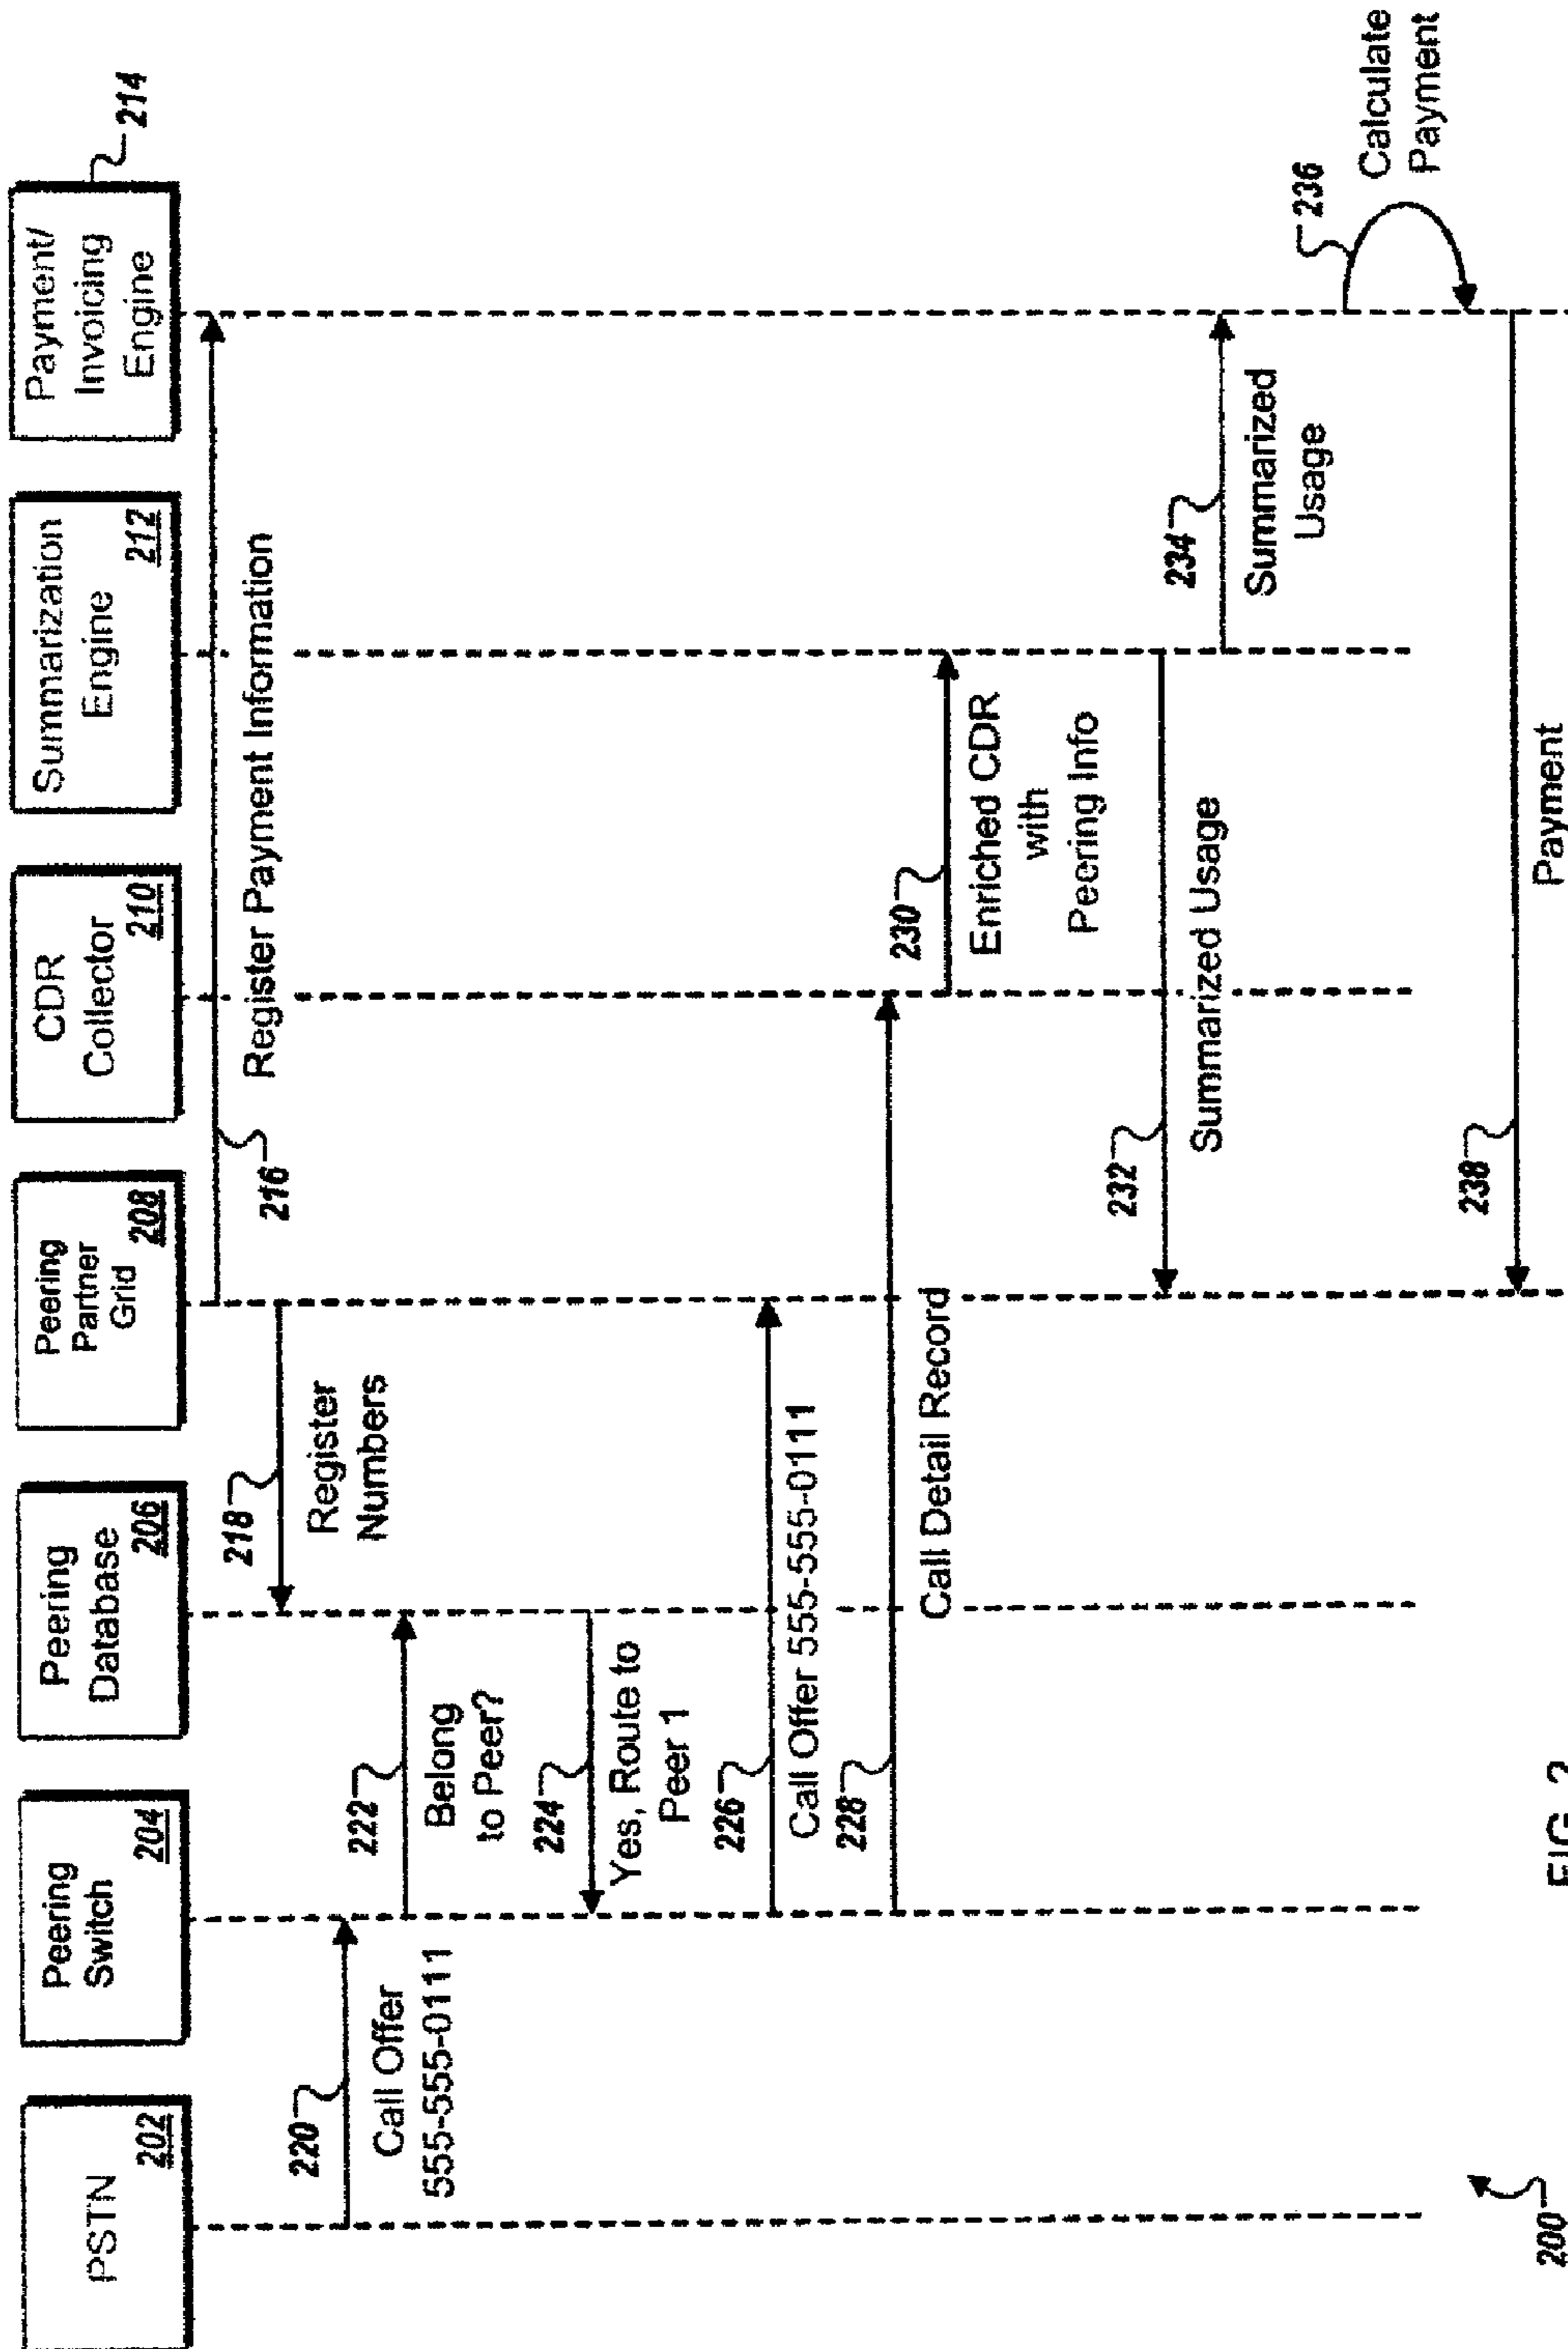 PSTN
202
Peering
Switch
204
Peering
Database
206
Peering
Partner
Grid
208
CDR
Collector
210
Summarization
Engine
212
Payment/
Invoicing
Engine
214
216
Register Payment Information
218
Register
Numbers
220
Call Offer
555-555-0111
222
Belong
to Peer?
224
Yes, Route to
Peer 1
226
Call Offer 555-555-0111
228
Call Detail Record
230
Enriched CDR
with
Peering Info
232
Summarized Usage
234
Summarized
Usage
236
Calculate
Payment
238
Payment
200